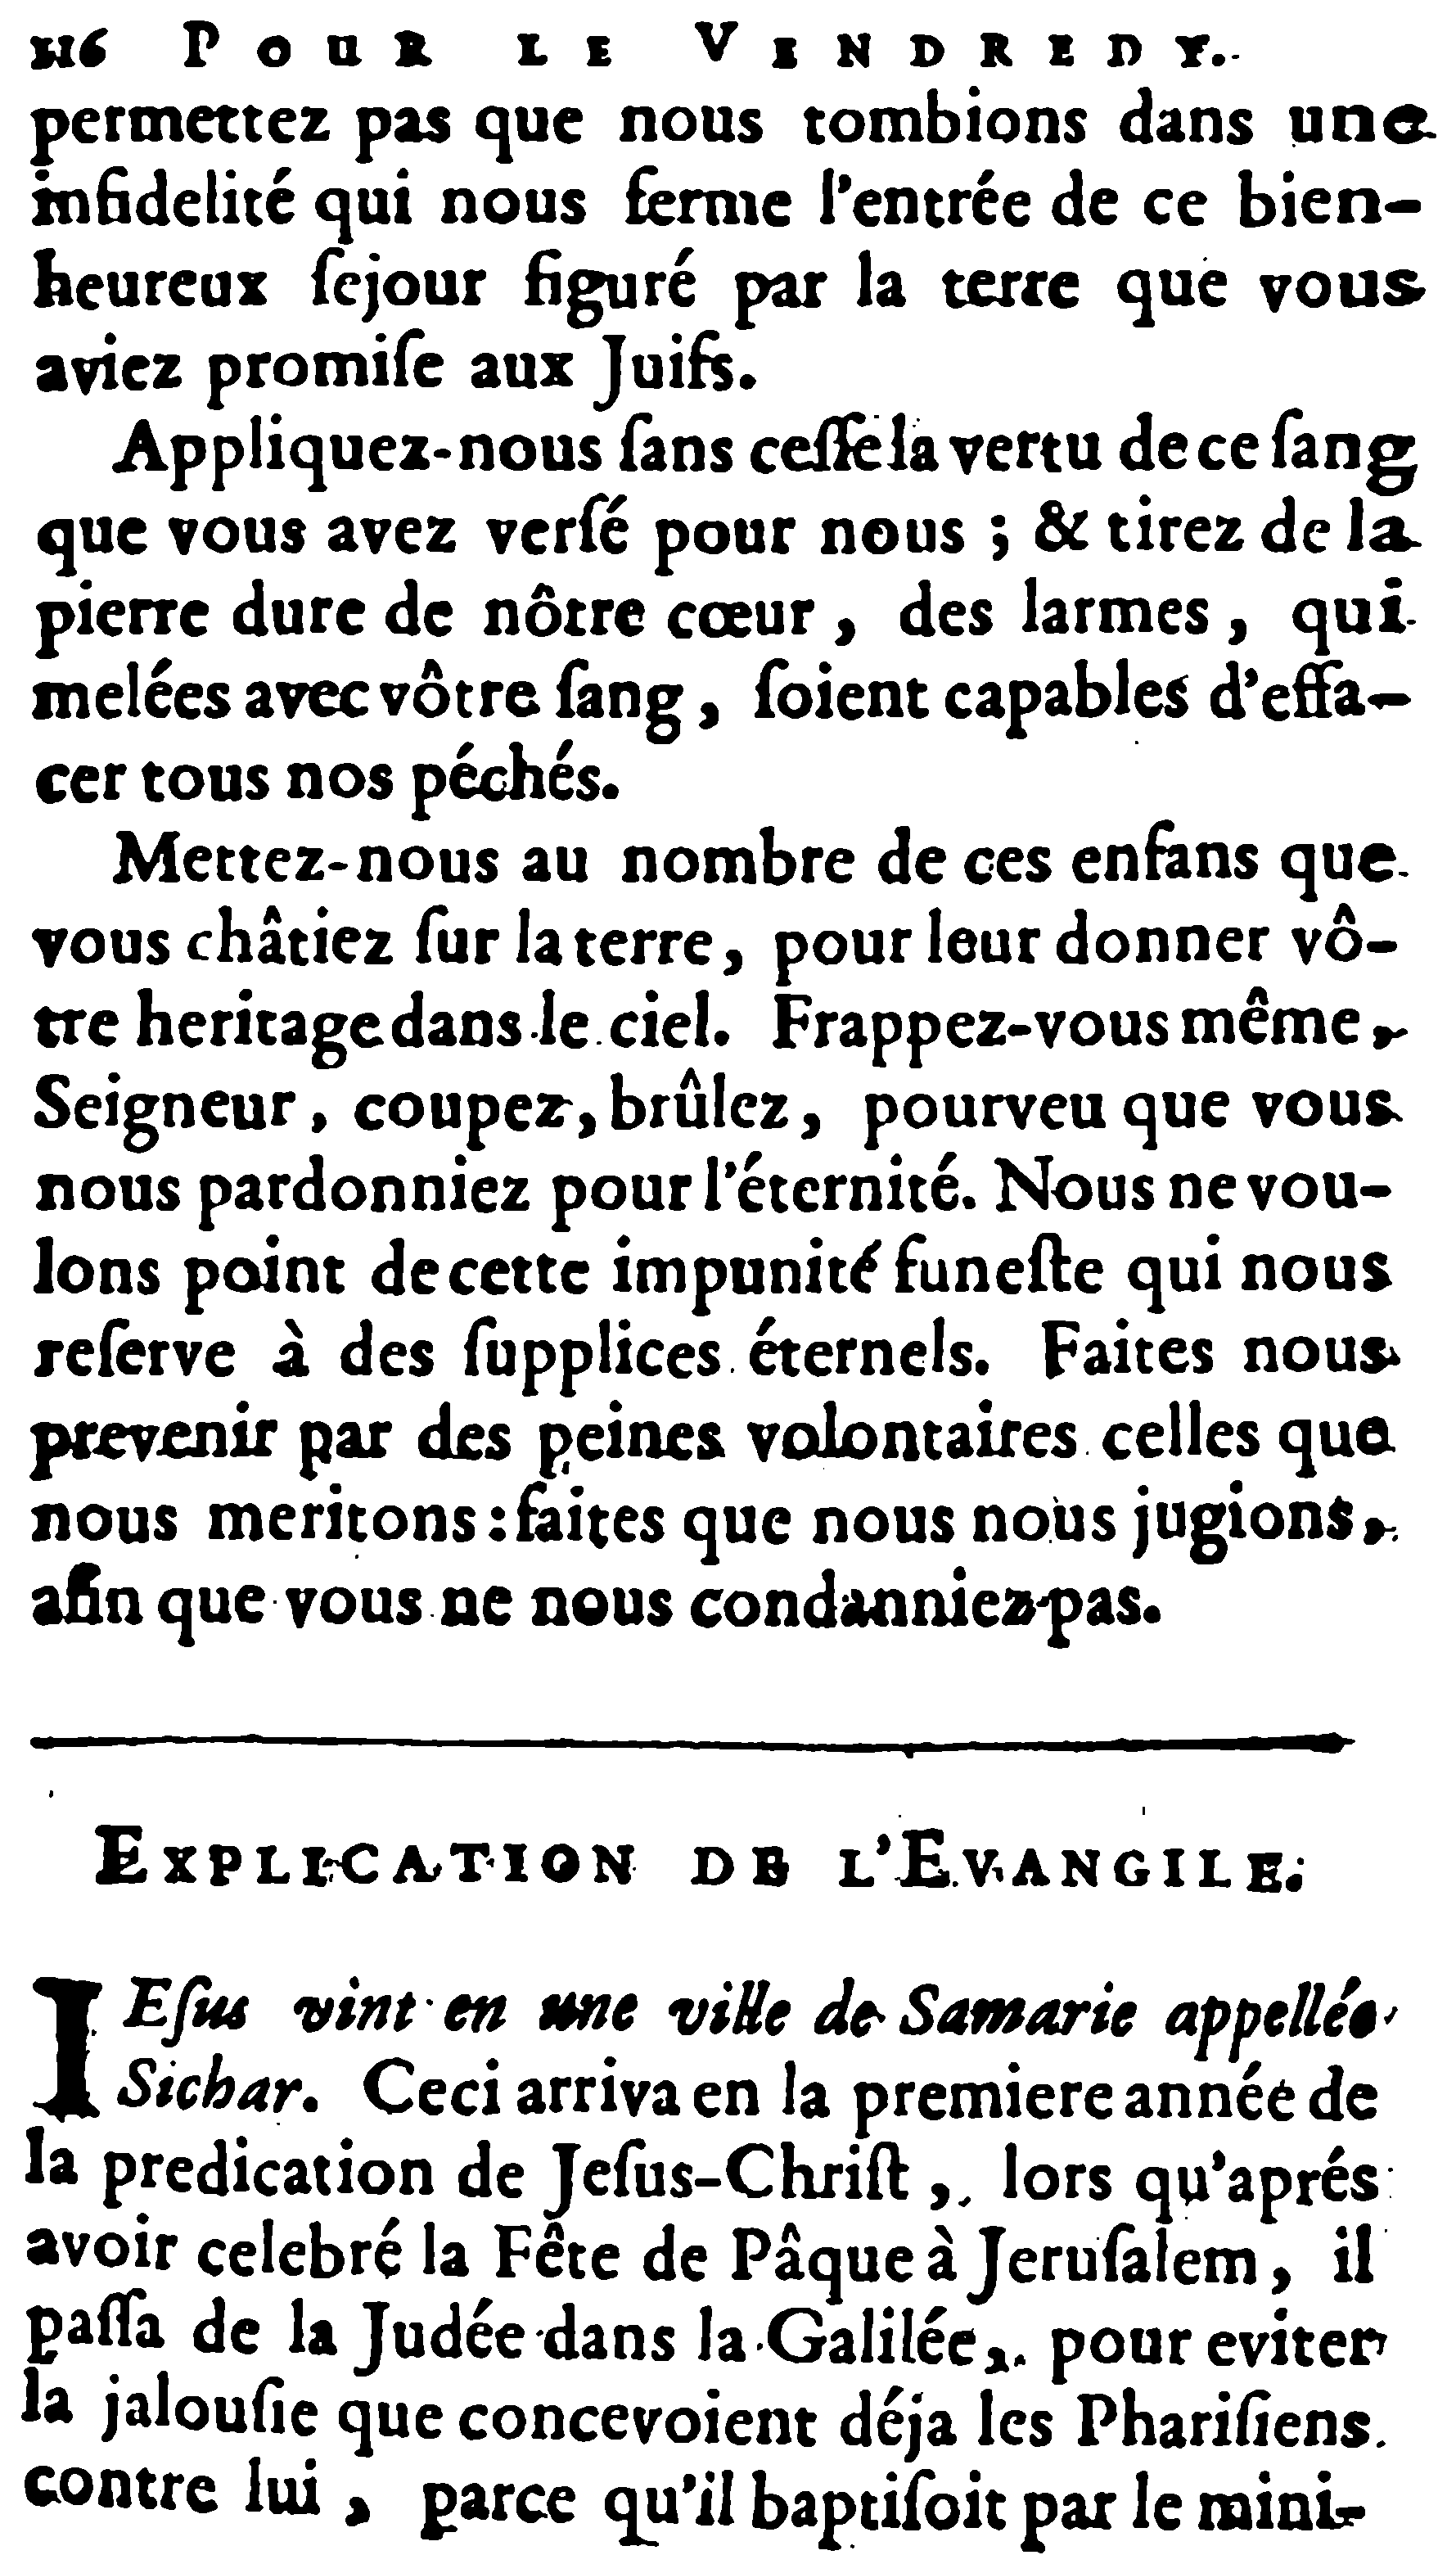 116 POUR LE VENDREDY.
permettez pas que nous tombions dans une
infidelité qui nous ferme l'entrée de ce bien-
heureux ſejour figuré par la terre que vous
aviez promiſe aux Juifs.
Appliquez-nous ſans ceſſe la vertu de ce ſang
que vous avez verſé pour nous ; & tirez de la
pierre dure de nôtre cœur, des larmes, qui
melées avec vôtre ſang, ſoient capables d'effa-
cer tous nos péchés.
Mettez-nous au nombre de ces enfans que
vous châtiez ſur la terre, pour leur donner vô-
tre heritage dans le ciel. Frappez-vous même,
Seigneur, coupez, brûlez, pourveu que vous
nous pardonniez pour l'éternité. Nous ne vou-
lons point de cette impunité funeſte qui nous
reſerve à des ſupplices éternels. Faites nous
prevenir par des peines volontaires celles que
nous meritons : faites que nous nous jugions,
afin que vous ne nous condanniez pas.
EXPLICATION DE L'EVANGILE.
IEſus vint en une ville de Samarie appellée
Sichar. Ceci arriva en la premiere année de
la predication de Jeſus-Chriſt, lors qu'aprés
avoir celebré la Fête de Pâque à Jeruſalem, il
paſſa de la Judée dans la Galilée, pour eviter
la jalouſie que concevoient déja les Phariſiens
contre lui, parce qu'il baptiſoit par le mini-